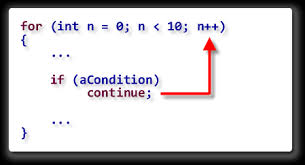 for (int n = 0; n < 10; n++)
{
...
if (aCondition)
continue;
...
}